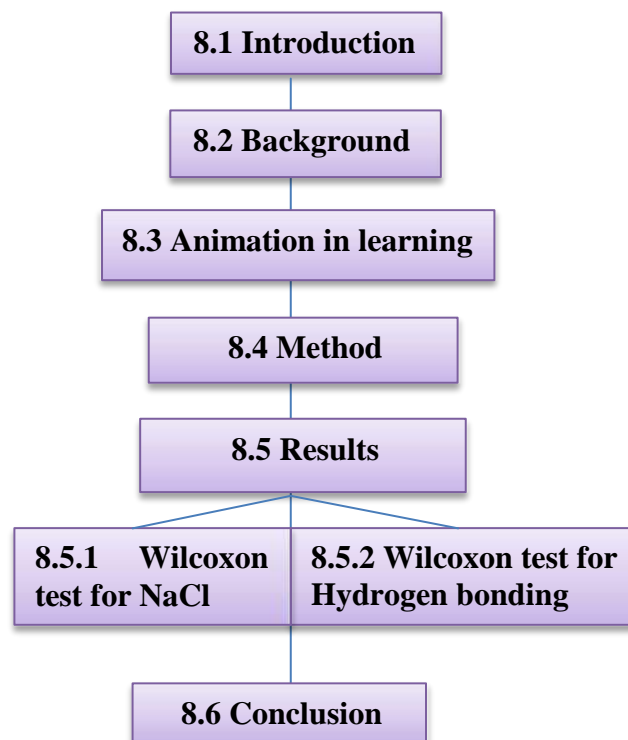 8.1 Introduction
8.2 Background
8.3 Animation in learning
8.4 Method
8.5 Results
8.5.1 Wilcoxon
test for NaCl
8.5.2 Wilcoxon test for
Hydrogen bonding
8.6 Conclusion